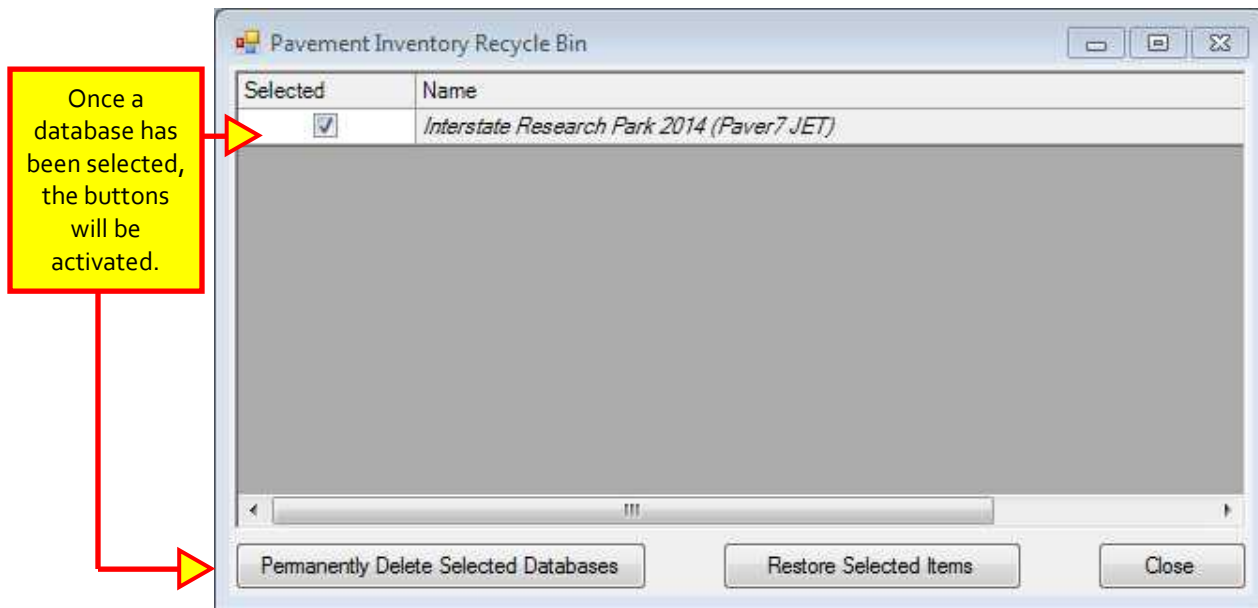 Pavement Inventory Recycle Bin
Once a
database has
been selected,
the buttons
will be
activated.
Selected Name
Interstate Research Park 2014 (Paver7 JET)
Permanently Delete Selected Databases Restore Selected Items Close